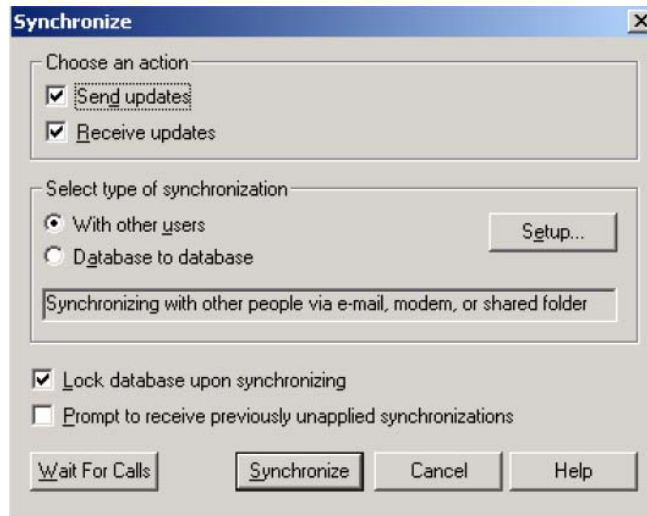 Synchronize
Choose an action
Send updates
Receive updates
Select type of synchronization
With other users
Setup...
Database to database
Synchronizing with other people via e-mail, modem, or shared folder
Lock database upon synchronizing
Prompt to receive previously unapplied synchronizations
Wait For Calls Synchronize Cancel Help